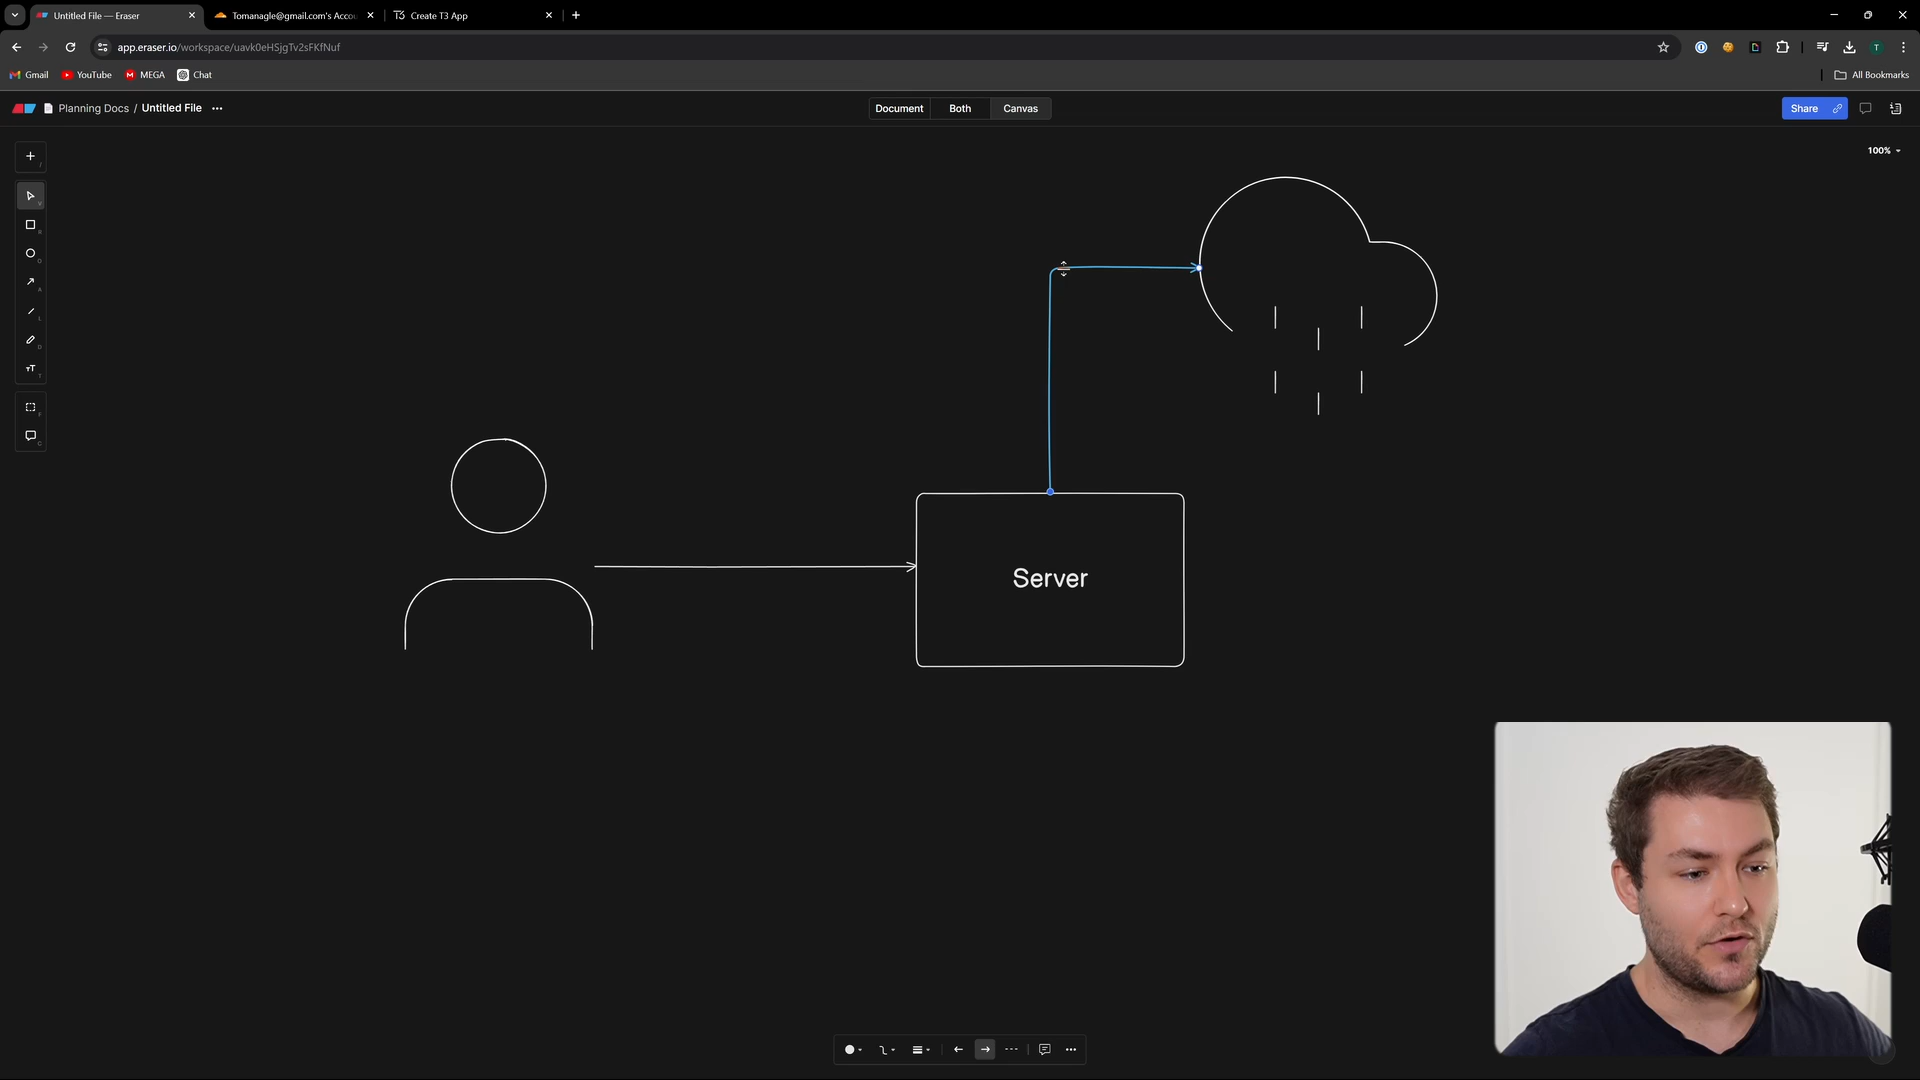 Untitled File — Eraser
Tomanagle@gmail.com's Accou
Create T3 App
app.eraser.io/workspace/uavk0eHSjgTv2sFKfNuf
Gmail
YouTube
MEGA
Chat
All Bookmarks
Planning Docs / Untitled File
Document
Both
Canvas
Share
100%
Server